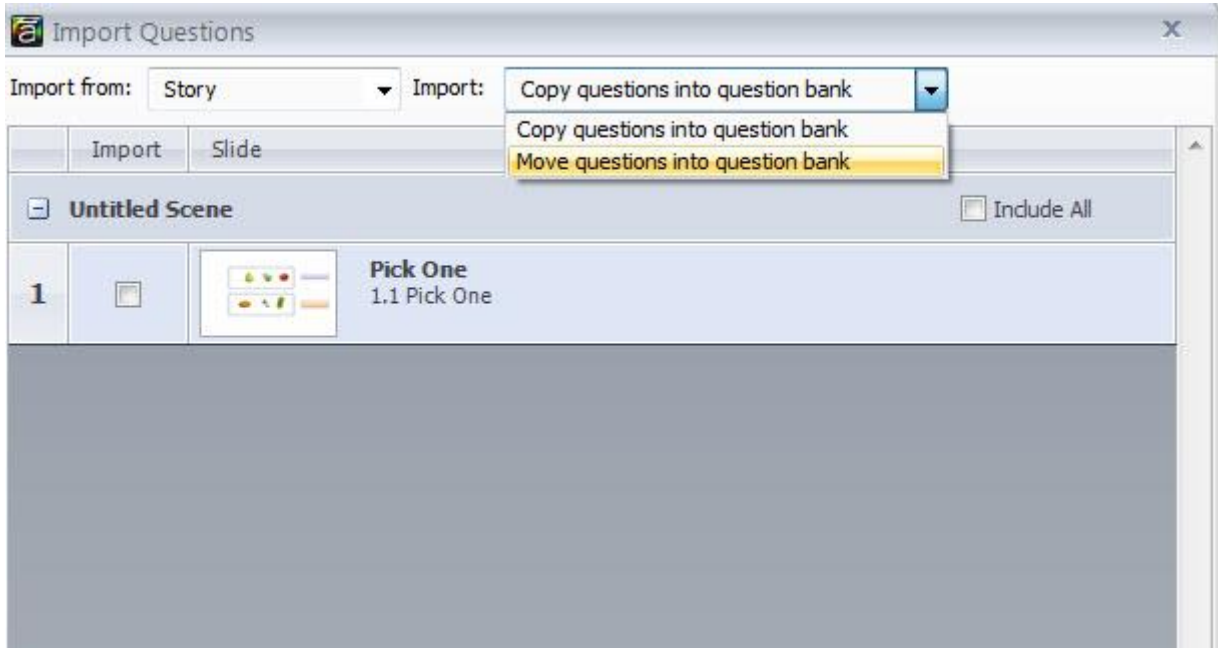 Import Questions
Import from: Story Import: Copy questions into question bank
Copy questions into question bank
Move questions into question bank
Import Slide
Untitled Scene Include All
1 Pick One
1.1 Pick One